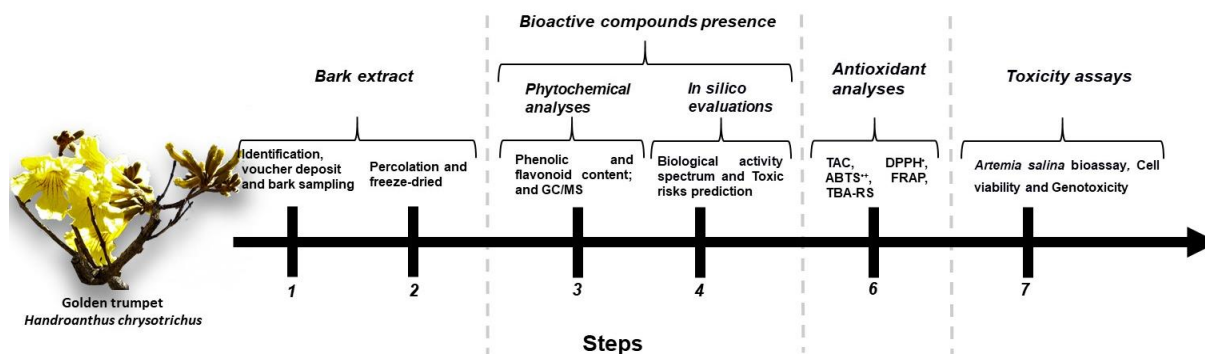 Bioactive compounds presence
Bark extract
Phytochemical
analyses
In silico
evaluations
Antioxidant
analyses
Toxicity assays
Identification,
voucher deposit
and bark sampling
Percolation and
freeze-dried
Phenolic and
flavonoid content;
and GC/MS
Biological activity
spectrum and Toxic
risks prediction
TAC, DPPH•,
ABTS•+, FRAP,
TBA-RS
Artemia salina bioassay, Cell
viability and Genotoxicity
1
2
3
4
6
7
Golden trumpet
Handroanthus chrysotrichus
Steps